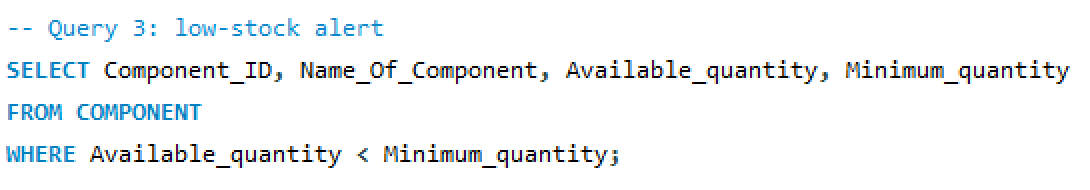 -- Query 3: low-stock alert
SELECT Component_ID, Name_Of_Component, Available_quantity, Minimum_quantity
FROM COMPONENT
WHERE Available_quantity < Minimum_quantity;